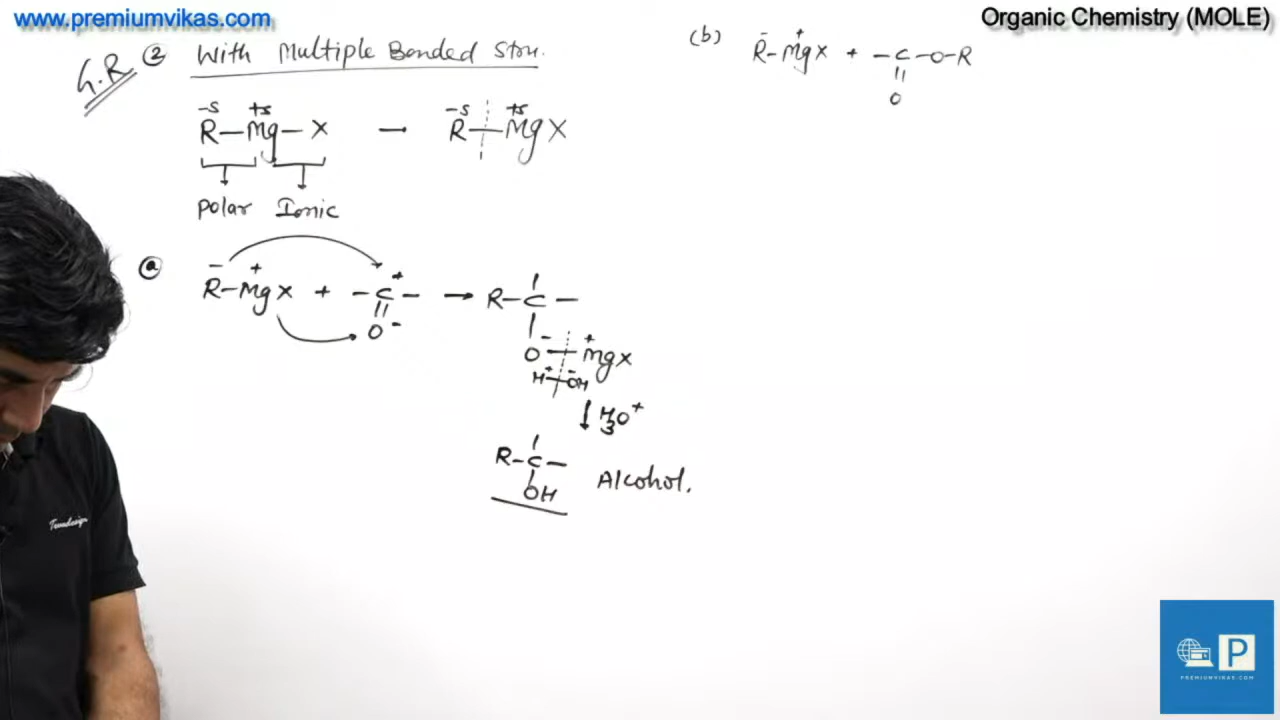 www.premiumvikas.com
Organic Chemistry (MOLE)
G.R ② With Multiple Bonded Stru.
-δ +δ
R—Mg—X — R—MgX
-δ +δ
Polar Ionic
ⓐ R-MgX + -C- → R-C-
- + +
|| |
O- O- +MgX
H+ -OH
↓ H3O+
R-C-
|
OH Alcohol.
(b) R-MgX + -C-O-R
- +
||
O
Twodesign
P
PREMIUMVIKAS.COM